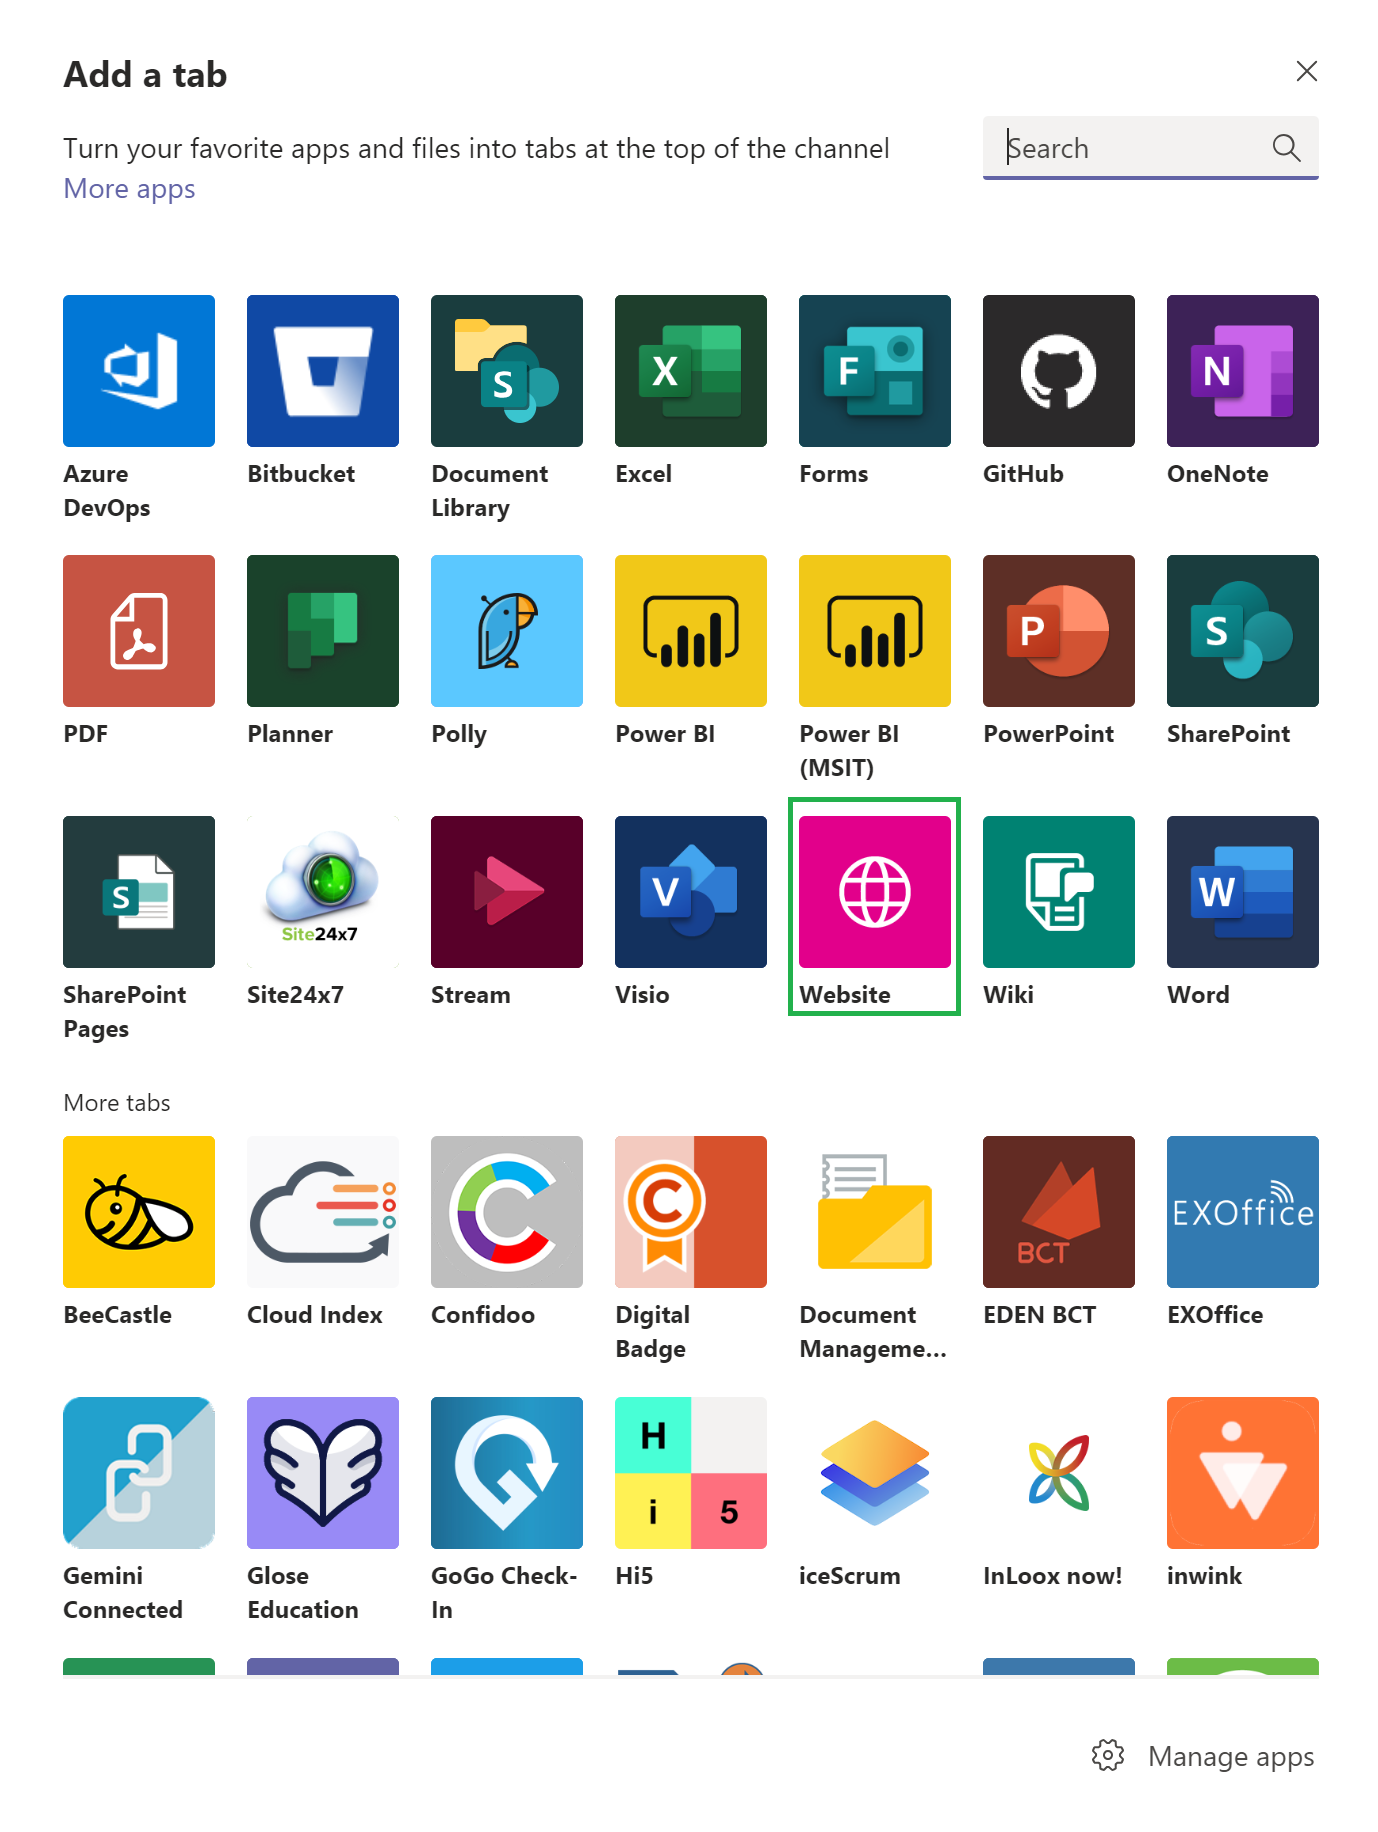 Add a tab
Turn your favorite apps and files into tabs at the top of the channel
Search
More apps
X
F
S
N
Azure
DevOps
Bitbucket
Document
Library
Excel
Forms
GitHub
OneNote
P
S
PDF
Planner
Polly
Power BI
Power BI
(MSIT)
PowerPoint
SharePoint
S
V
W
Site24x7
SharePoint
Pages
Site24x7
Stream
Visio
Website
Wiki
Word
More tabs
C
EXOffice
BCT
BeeCastle
Cloud Index
Confidoo
Digital
Badge
Document
Manageme...
EDEN BCT
EXOffice
H
i 5
Gemini
Connected
Glose
Education
GoGo Check-
In
Hi5
iceScrum
InLoox now!
inwink
Manage apps